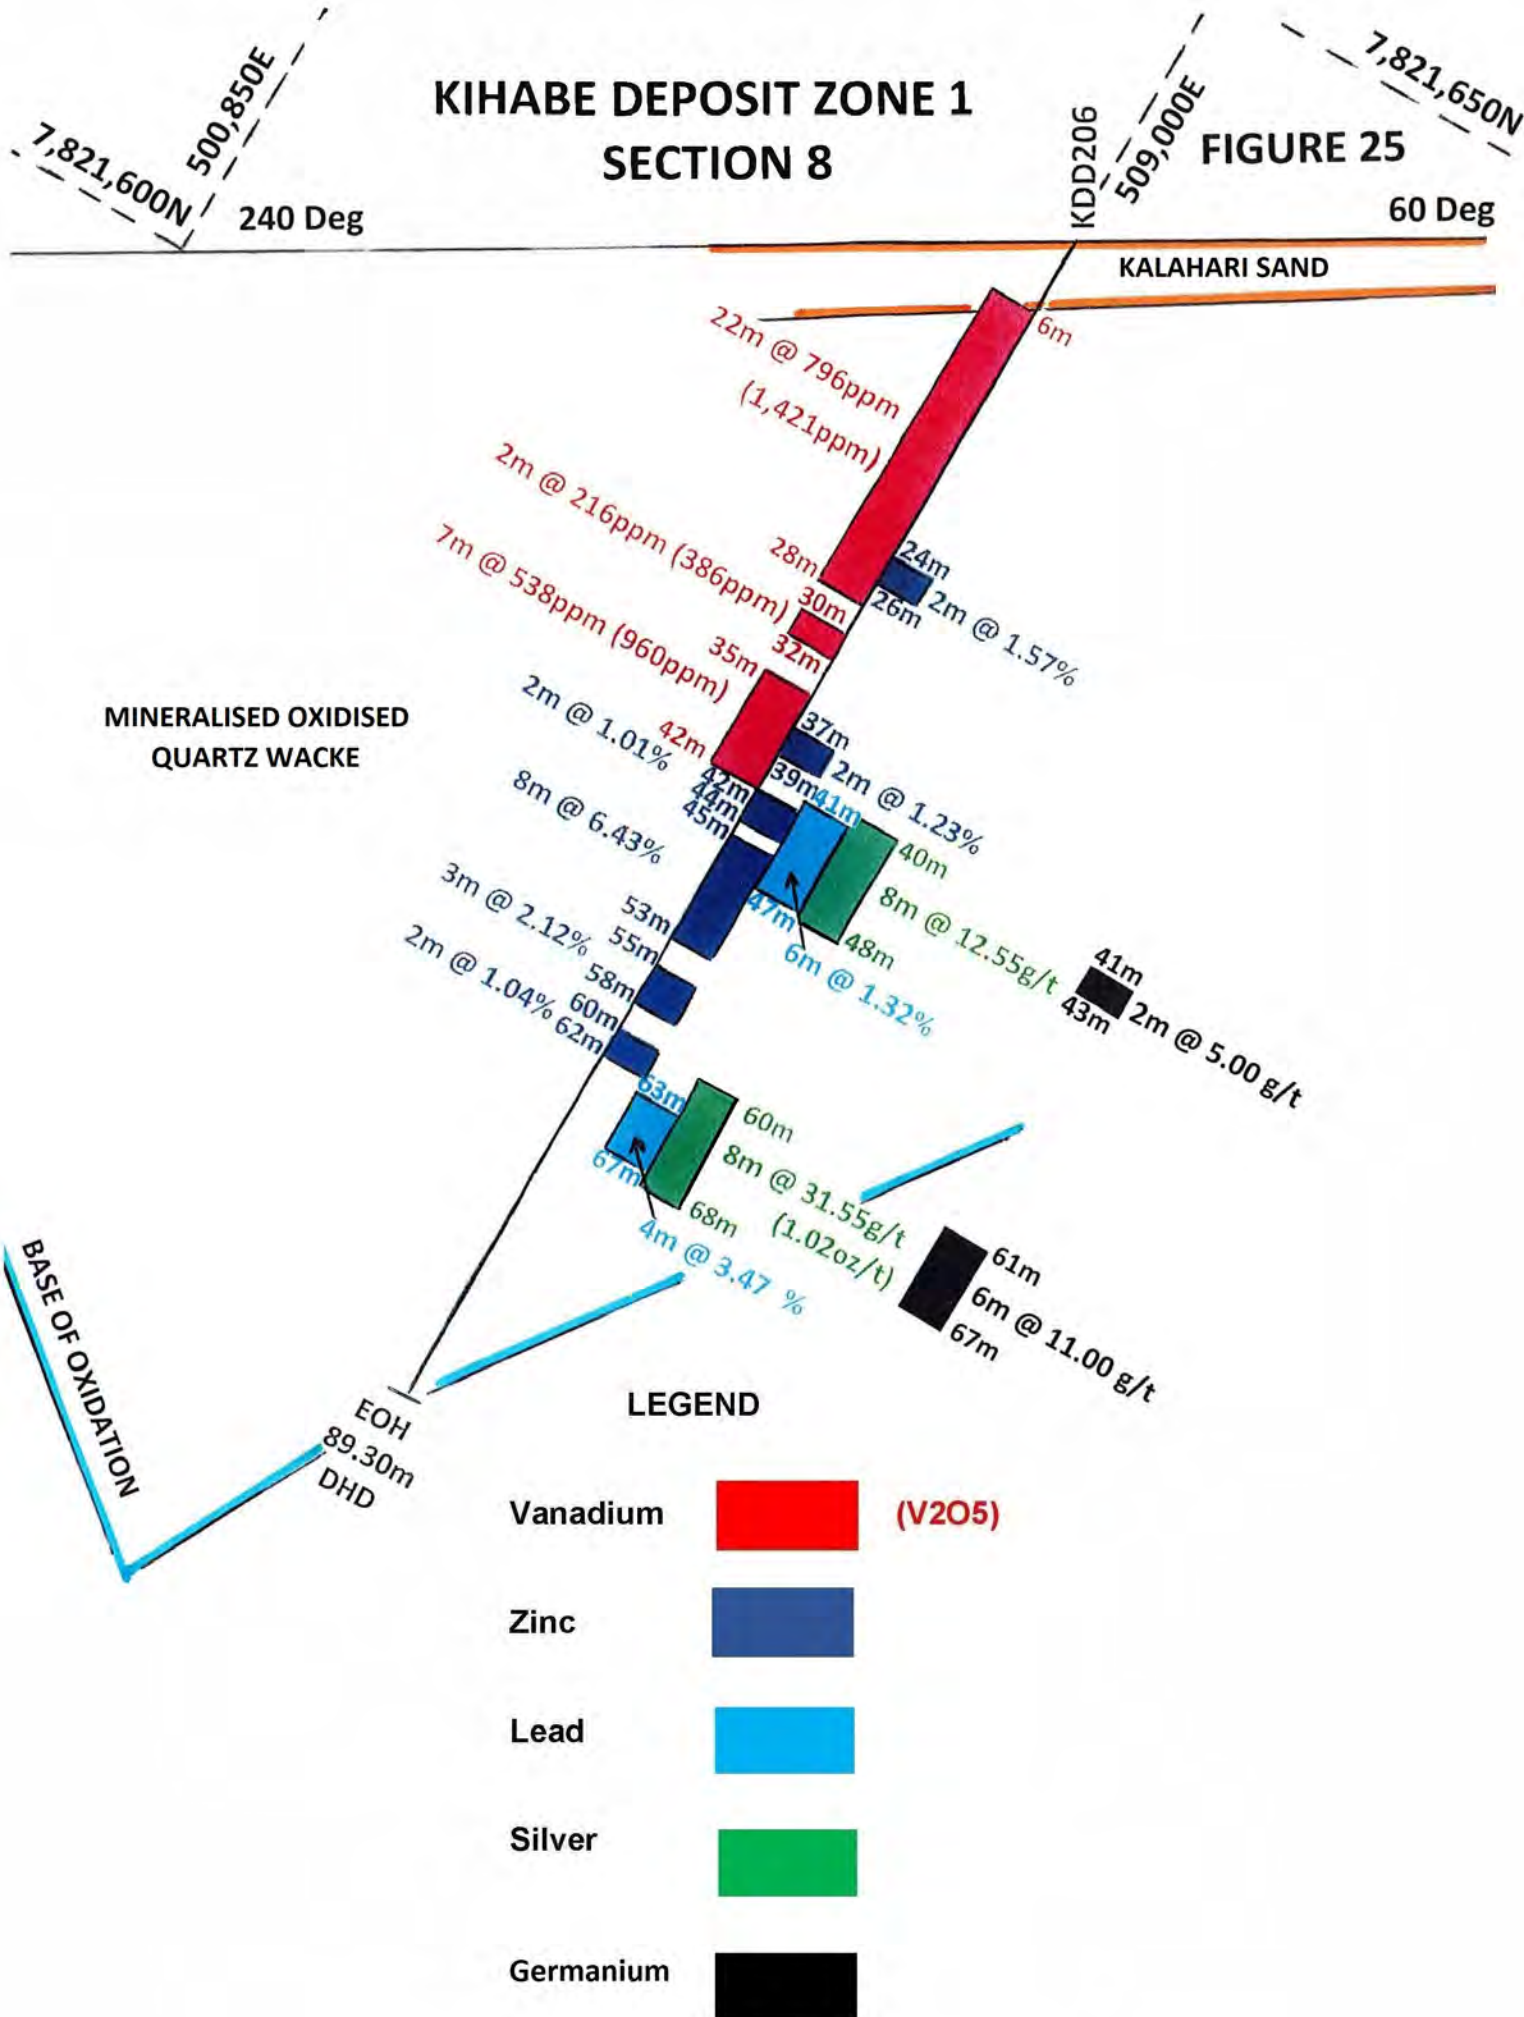 KIHABE DEPOSIT ZONE 1
SECTION 8
FIGURE 25
7,821,600N
500,850E
KDD206
509,000E
7,821,650N
240 Deg
60 Deg
KALAHARI SAND
6m
22m @ 796ppm
(1,421ppm)
28m
24m
26m
2m @ 1.57%
2m @ 216ppm (386ppm)
30m
32m
7m @ 538ppm (960ppm)
35m
42m
MINERALISED OXIDISED
QUARTZ WACKE
37m
39m
2m @ 1.23%
2m @ 1.01%
42m
44m
45m
8m @ 6.43%
53m
41m
47m
6m @ 1.32%
40m
8m @ 12.55g/t
48m
41m
43m
2m @ 5.00 g/t
3m @ 2.12%
55m
58m
2m @ 1.04%
60m
62m
63m
67m
4m @ 3.47 %
60m
8m @ 31.55g/t
(1.02oz/t)
68m
61m
6m @ 11.00 g/t
67m
BASE OF OXIDATION
EOH
89.30m
DHD
LEGEND
Vanadium
(V2O5)
Zinc
Lead
Silver
Germanium